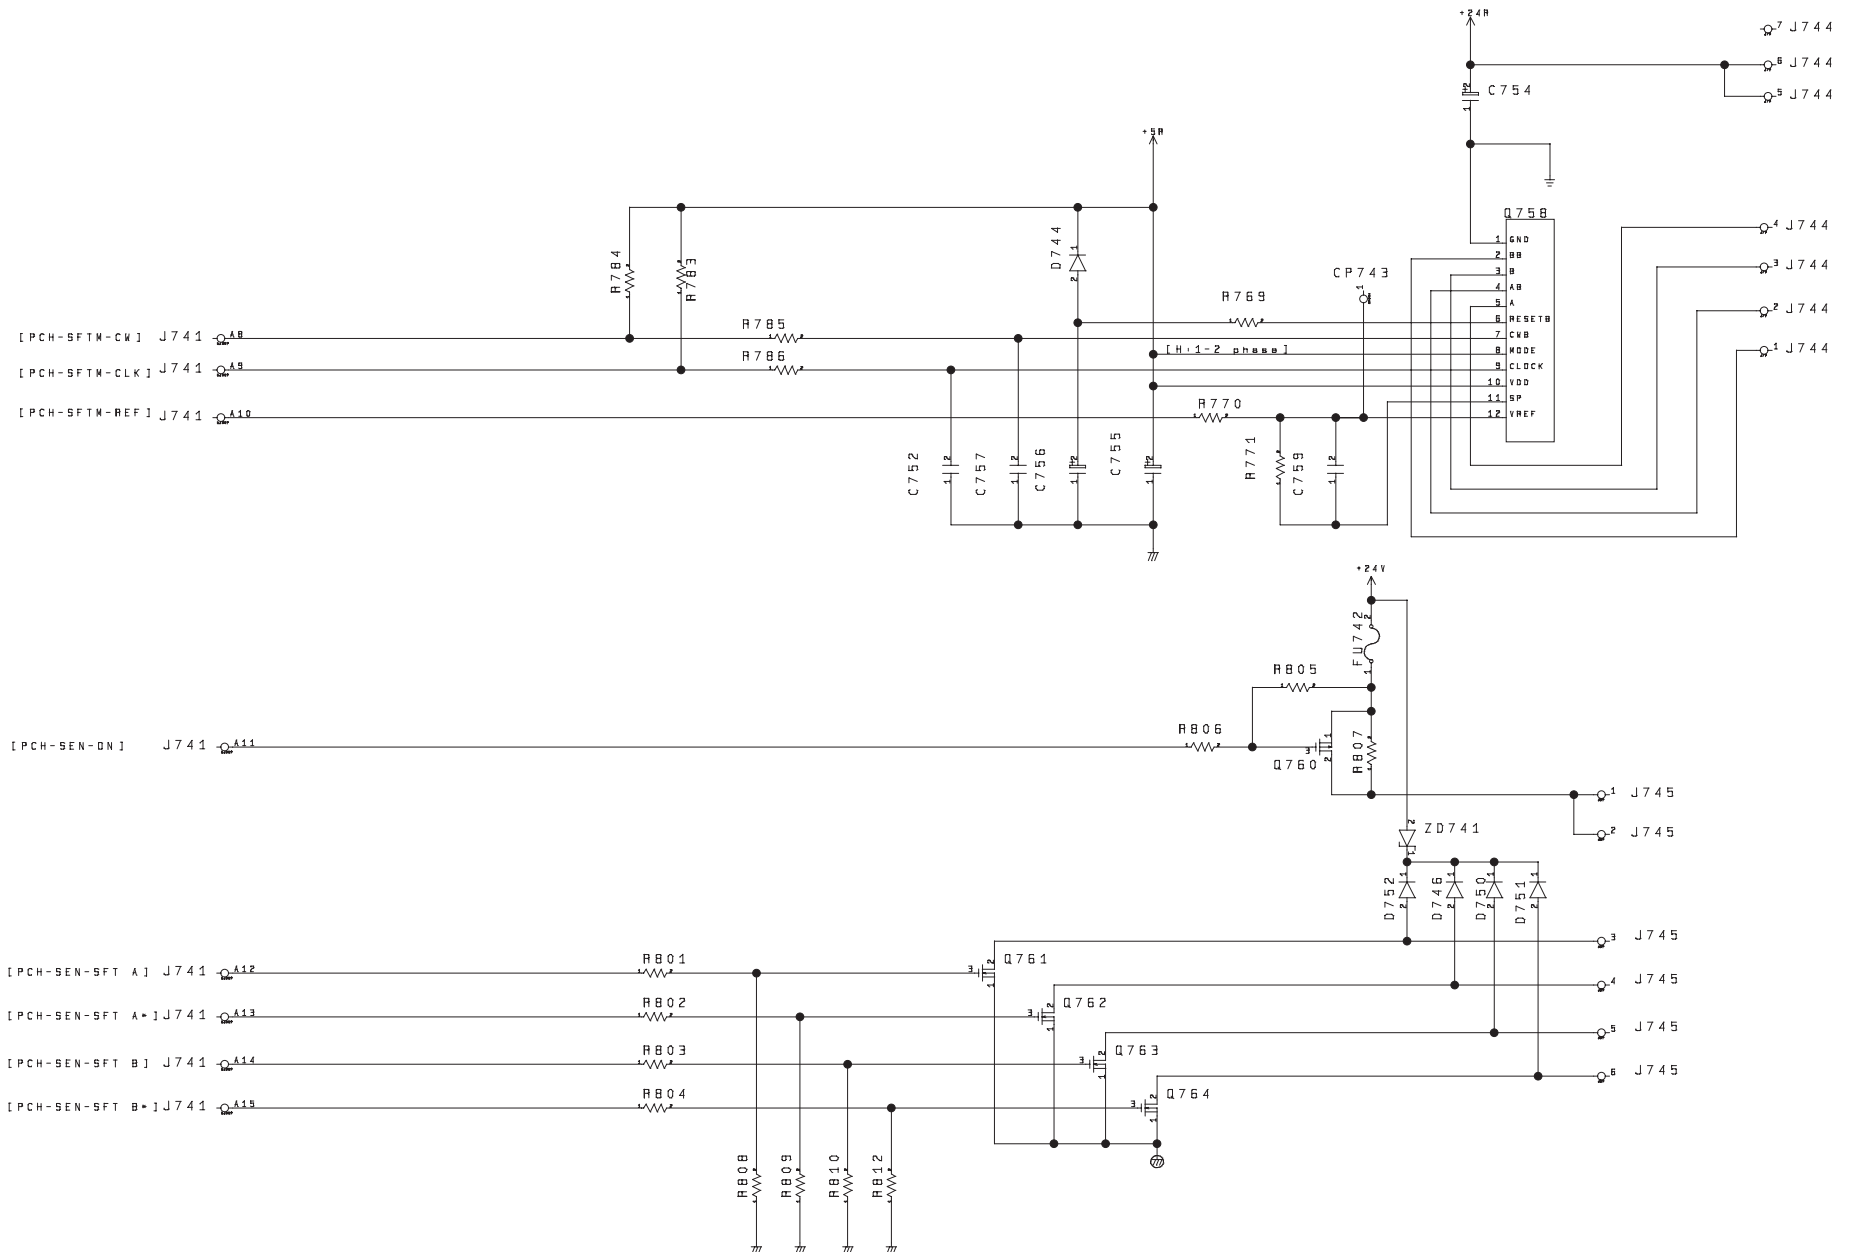 +24R
7 J744
6 J744
5 J744
C754
+5R
Q758
1 GND
2 BB
3 B
4 AB
5 A
6 RESETB
7 CWB
8 MODE
9 CLOCK
10 VDD
11 SP
12 VREF
4 J744
3 J744
2 J744
1 J744
D744
R784
R783
CP743
R769
[PCH-SFTM-CW] J741 A8
R785
[H:1-2 phase]
[PCH-SFTM-CLK] J741 A9
R786
[PCH-SFTM-REF] J741 A10
R770
C752
C757
C756
C755
R771
C759
+24V
FU742
R805
[PCH-SEN-ON] J741 A11
R806
Q760
R807
1 J745
2 J745
ZD741
D752
D746
D750
D751
3 J745
[PCH-SEN-SFT A] J741 A12
R801
Q761
4 J745
[PCH-SEN-SFT A*] J741 A13
R802
Q762
5 J745
[PCH-SEN-SFT B] J741 A14
R803
Q763
6 J745
[PCH-SEN-SFT B*] J741 A15
R804
Q764
R808
R809
R810
R812